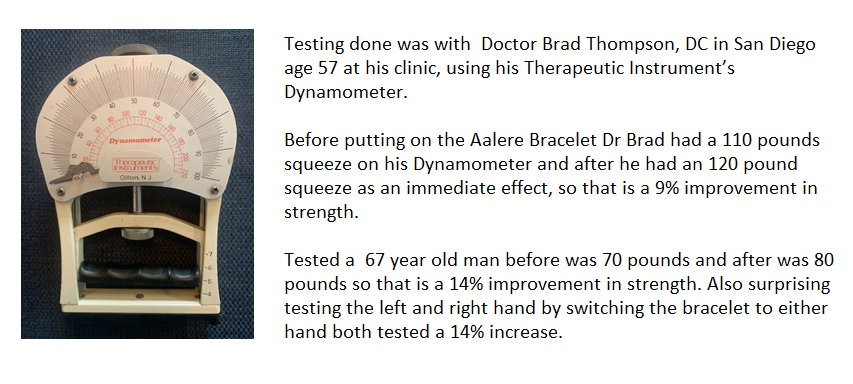 Testing done was with  Doctor Brad Thompson, DC in San Diego
age 57 at his clinic, using his Therapeutic Instrument’s
Dynamometer.
Before putting on the Aalere Bracelet Dr Brad had a 110 pounds
squeeze on his Dynamometer and after he had an 120 pound
squeeze as an immediate effect, so that is a 9% improvement in
strength.
Tested a  67 year old man before was 70 pounds and after was 80
pounds so that is a 14% improvement in strength. Also surprising
testing the left and right hand by switching the bracelet to either
hand both tested a 14% increase.
Dynamometer
Therapeutic
Instruments
Clifton, N.J.